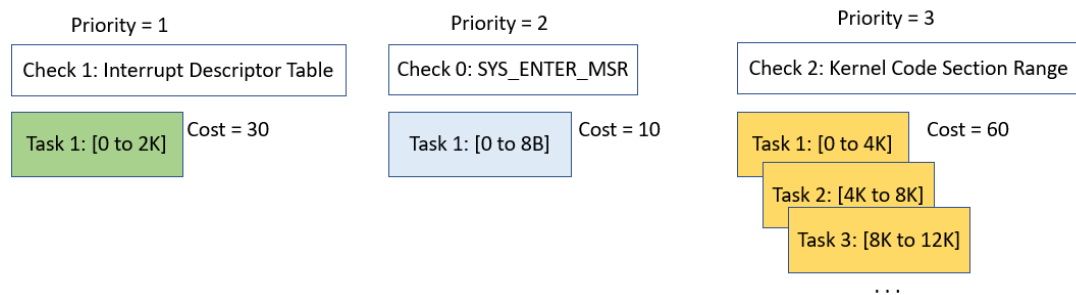 Priority = 1
Check 1: Interrupt Descriptor Table
Task 1: [0 to 2K]
Cost = 30
Priority = 2
Check 0: SYS_ENTER_MSR
Task 1: [0 to 8B]
Cost = 10
Priority = 3
Check 2: Kernel Code Section Range
Task 1: [0 to 4K]
Cost = 60
Task 2: [4K to 8K]
Task 3: [8K to 12K]
...